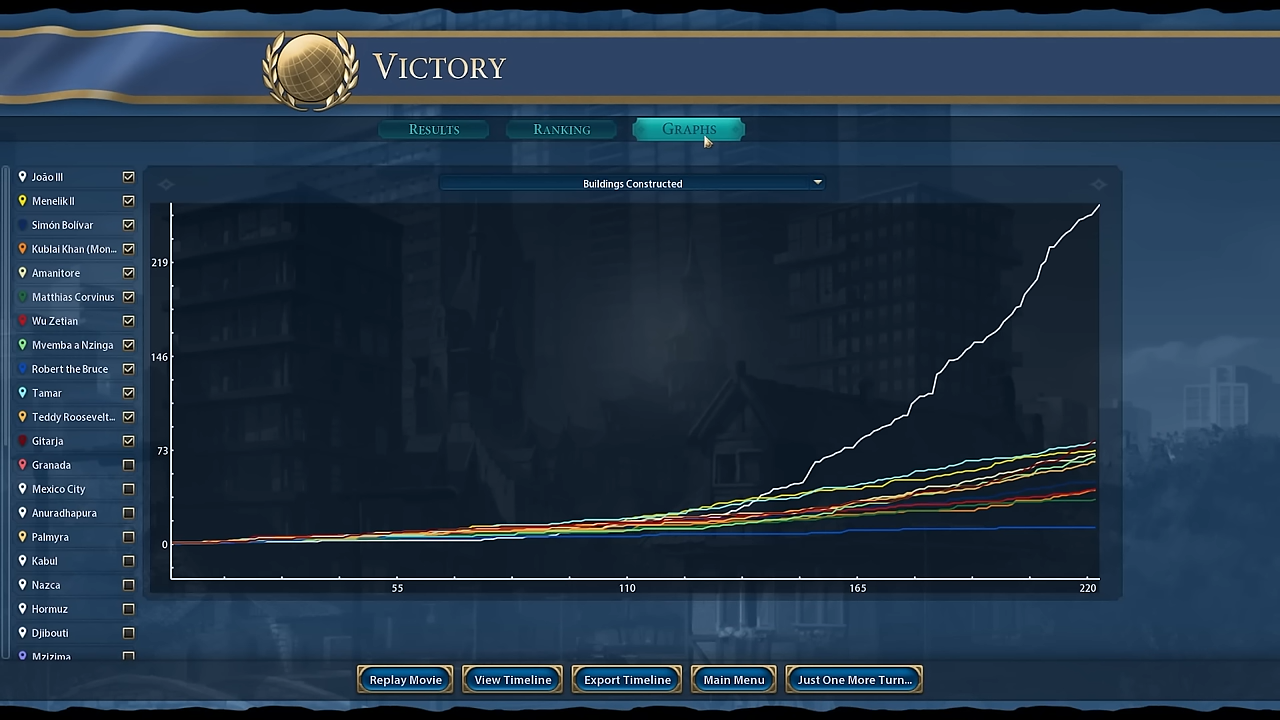 VICTORY
RESULTS
RANKING
GRAPHS
João III
Menelik II
Simón Bolívar
Kublai Khan (Mon...
Amanitore
Matthias Corvinus
Wu Zetian
Mvemba a Nzinga
Robert the Bruce
Tamar
Teddy Roosevelt...
Gitarja
Granada
Mexico City
Anuradhapura
Palmyra
Kabul
Nazca
Hormuz
Djibouti
Mzizima
Buildings Constructed
219
146
73
0
55
110
165
220
Replay Movie
View Timeline
Export Timeline
Main Menu
Just One More Turn...